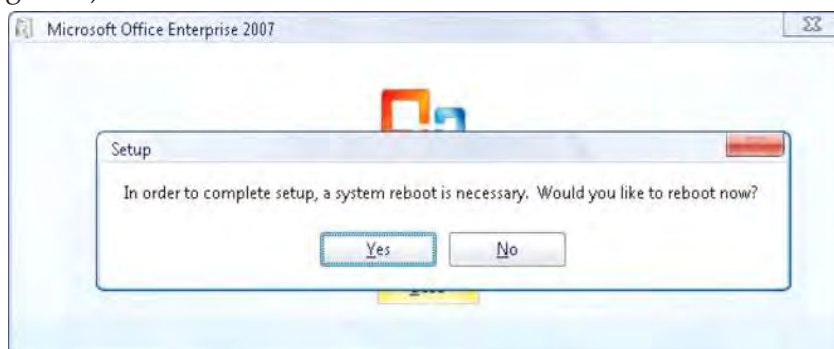 Microsoft Office Enterprise 2007
Setup
In order to complete setup, a system reboot is necessary. Would you like to reboot now?
Yes
No